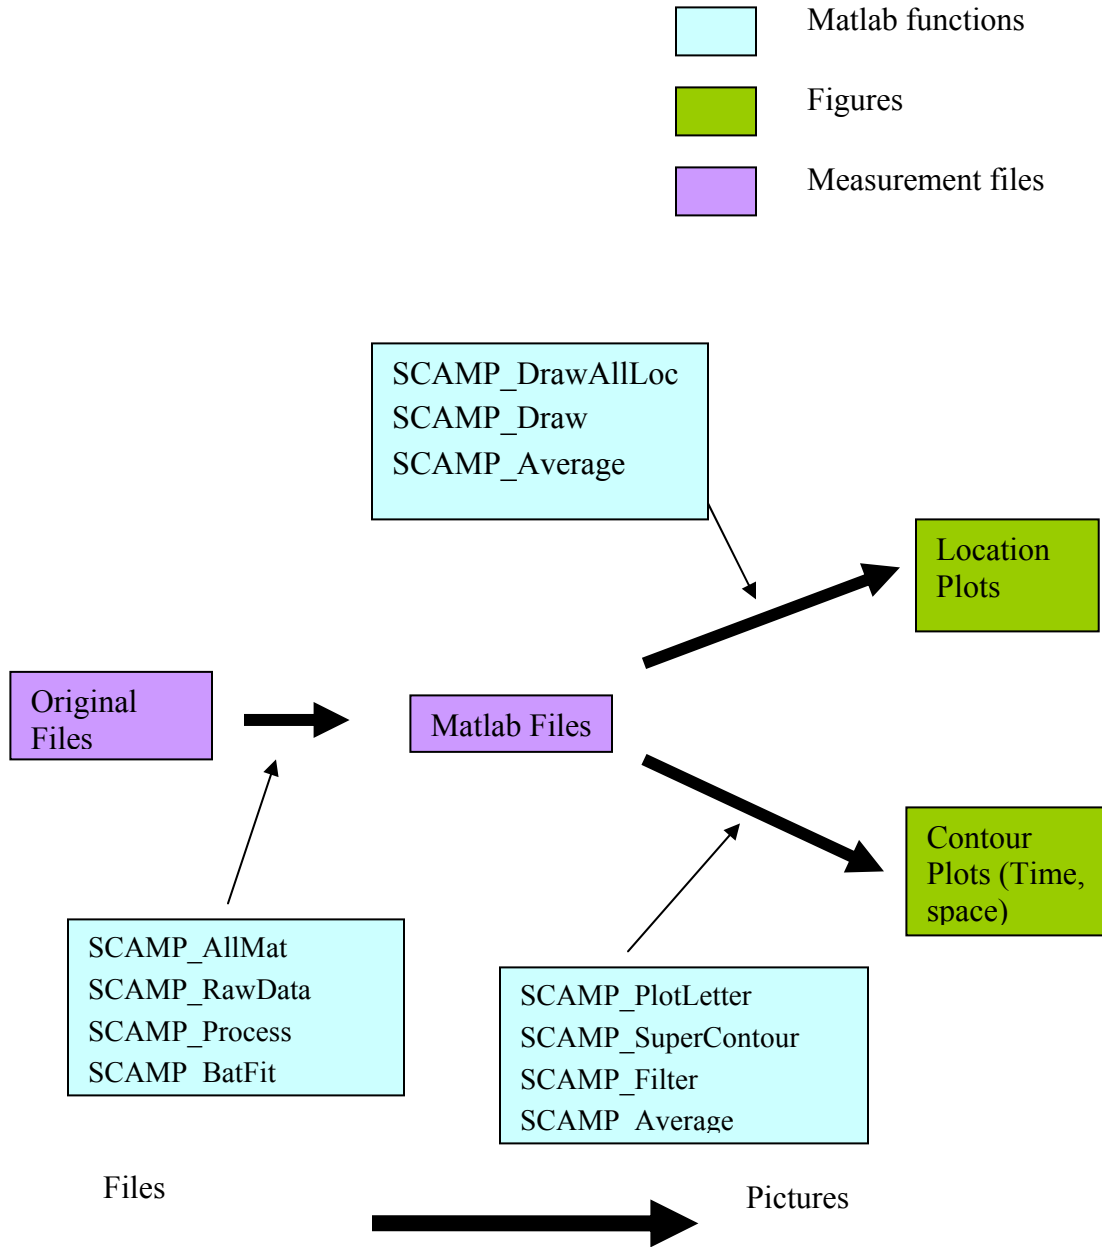 Matlab functions
Figures
Measurement files
SCAMP_DrawAllLoc
SCAMP_Draw
SCAMP_Average
Location
Plots
Original
Files
Matlab Files
Contour
Plots (Time,
space)
SCAMP_AllMat
SCAMP_RawData
SCAMP_Process
SCAMP_BatFit
SCAMP_PlotLetter
SCAMP_SuperContour
SCAMP_Filter
SCAMP_Average
Files
Pictures